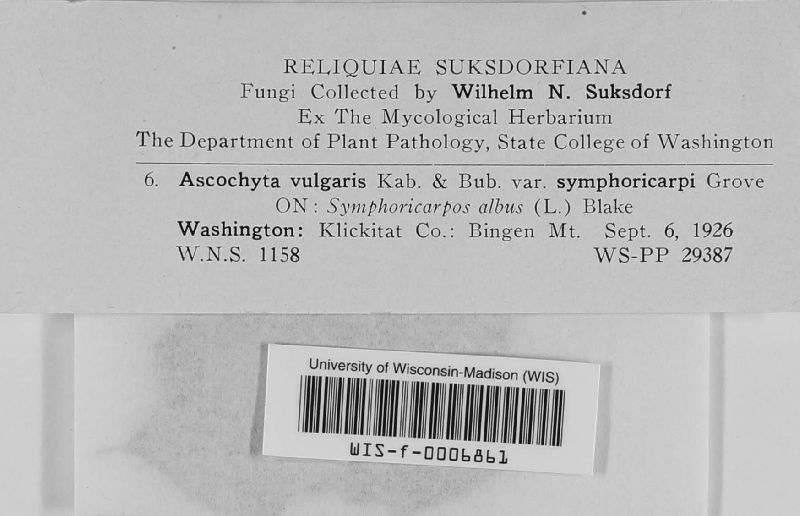 RELIQUIAE SUKSDORFIANA
Fungi Collected by Wilhelm N. Suksdorf
Ex The Mycological Herbarium
The Department of Plant Pathology, State College of Washington
6. Ascochyta vulgaris Kab. & Bub. var. symphoricarpi Grove
ON: Symphoricarpos albus (L.) Blake
Washington: Klickitat Co.: Bingen Mt. Sept. 6, 1926
W.N.S. 1158 WS-PP 29387
University of Wisconsin-Madison (WIS)
WIS-f-0006861